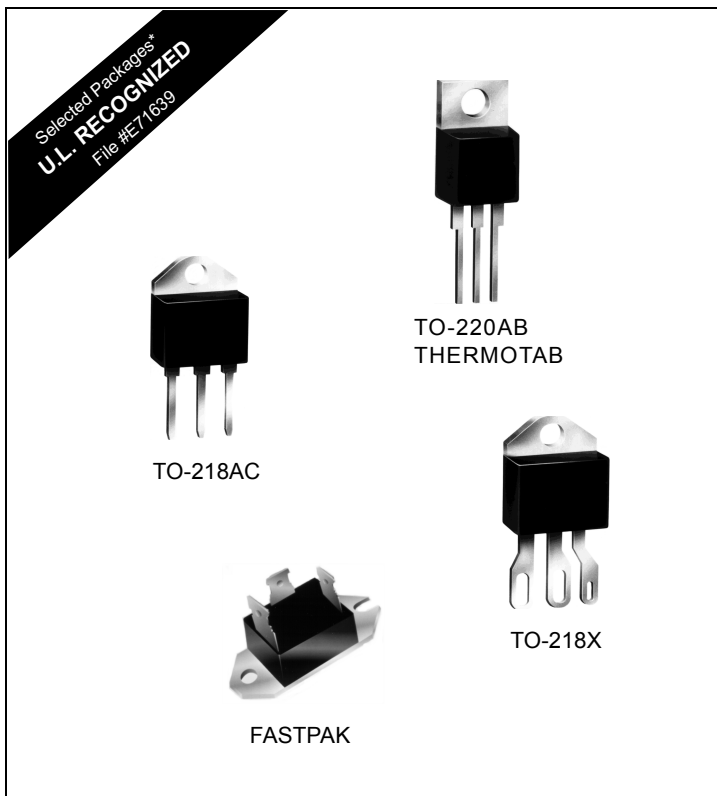 Selected Packages*
U.L. RECOGNIZED
File #E71639
TO-220AB
THERMOTAB
TO-218AC
TO-218X
FASTPAK